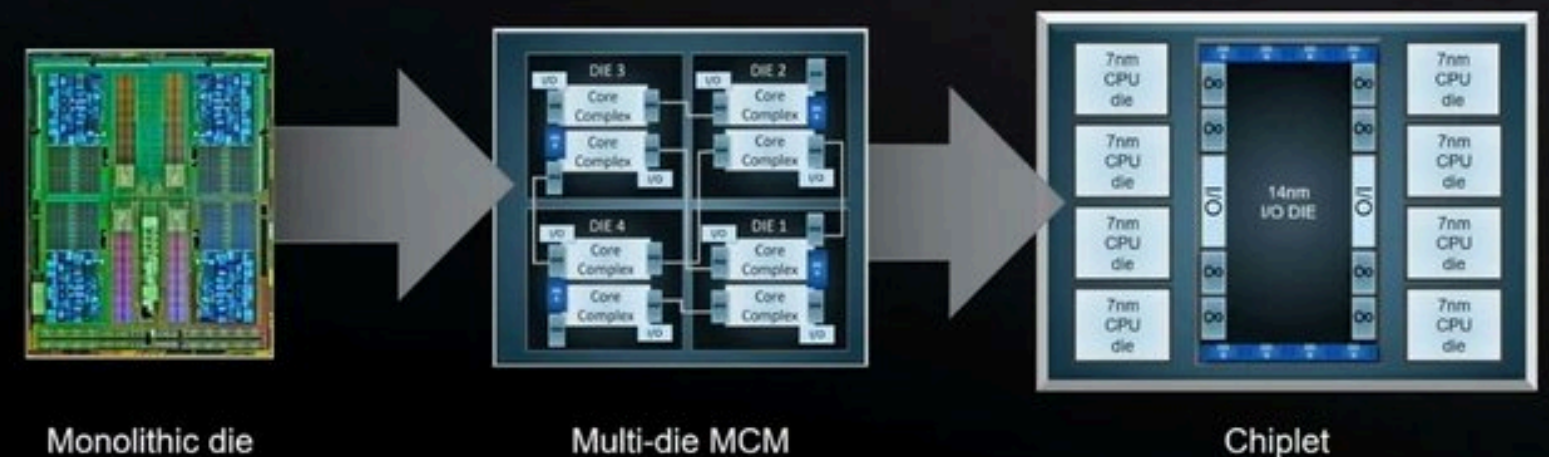 DIE 3
I/O
Core
Complex
Core
Complex
I/O
DIE 2
I/O
Core
Complex
Core
Complex
I/O
DIE 4
I/O
Core
Complex
Core
Complex
I/O
DIE 1
I/O
Core
Complex
Core
Complex
I/O
7nm
CPU
die
7nm
CPU
die
7nm
CPU
die
7nm
CPU
die
∞
∞
I/O
∞
∞
14nm
I/O DIE
∞
∞
I/O
∞
∞
7nm
CPU
die
7nm
CPU
die
7nm
CPU
die
7nm
CPU
die
Monolithic die
Multi-die MCM
Chiplet